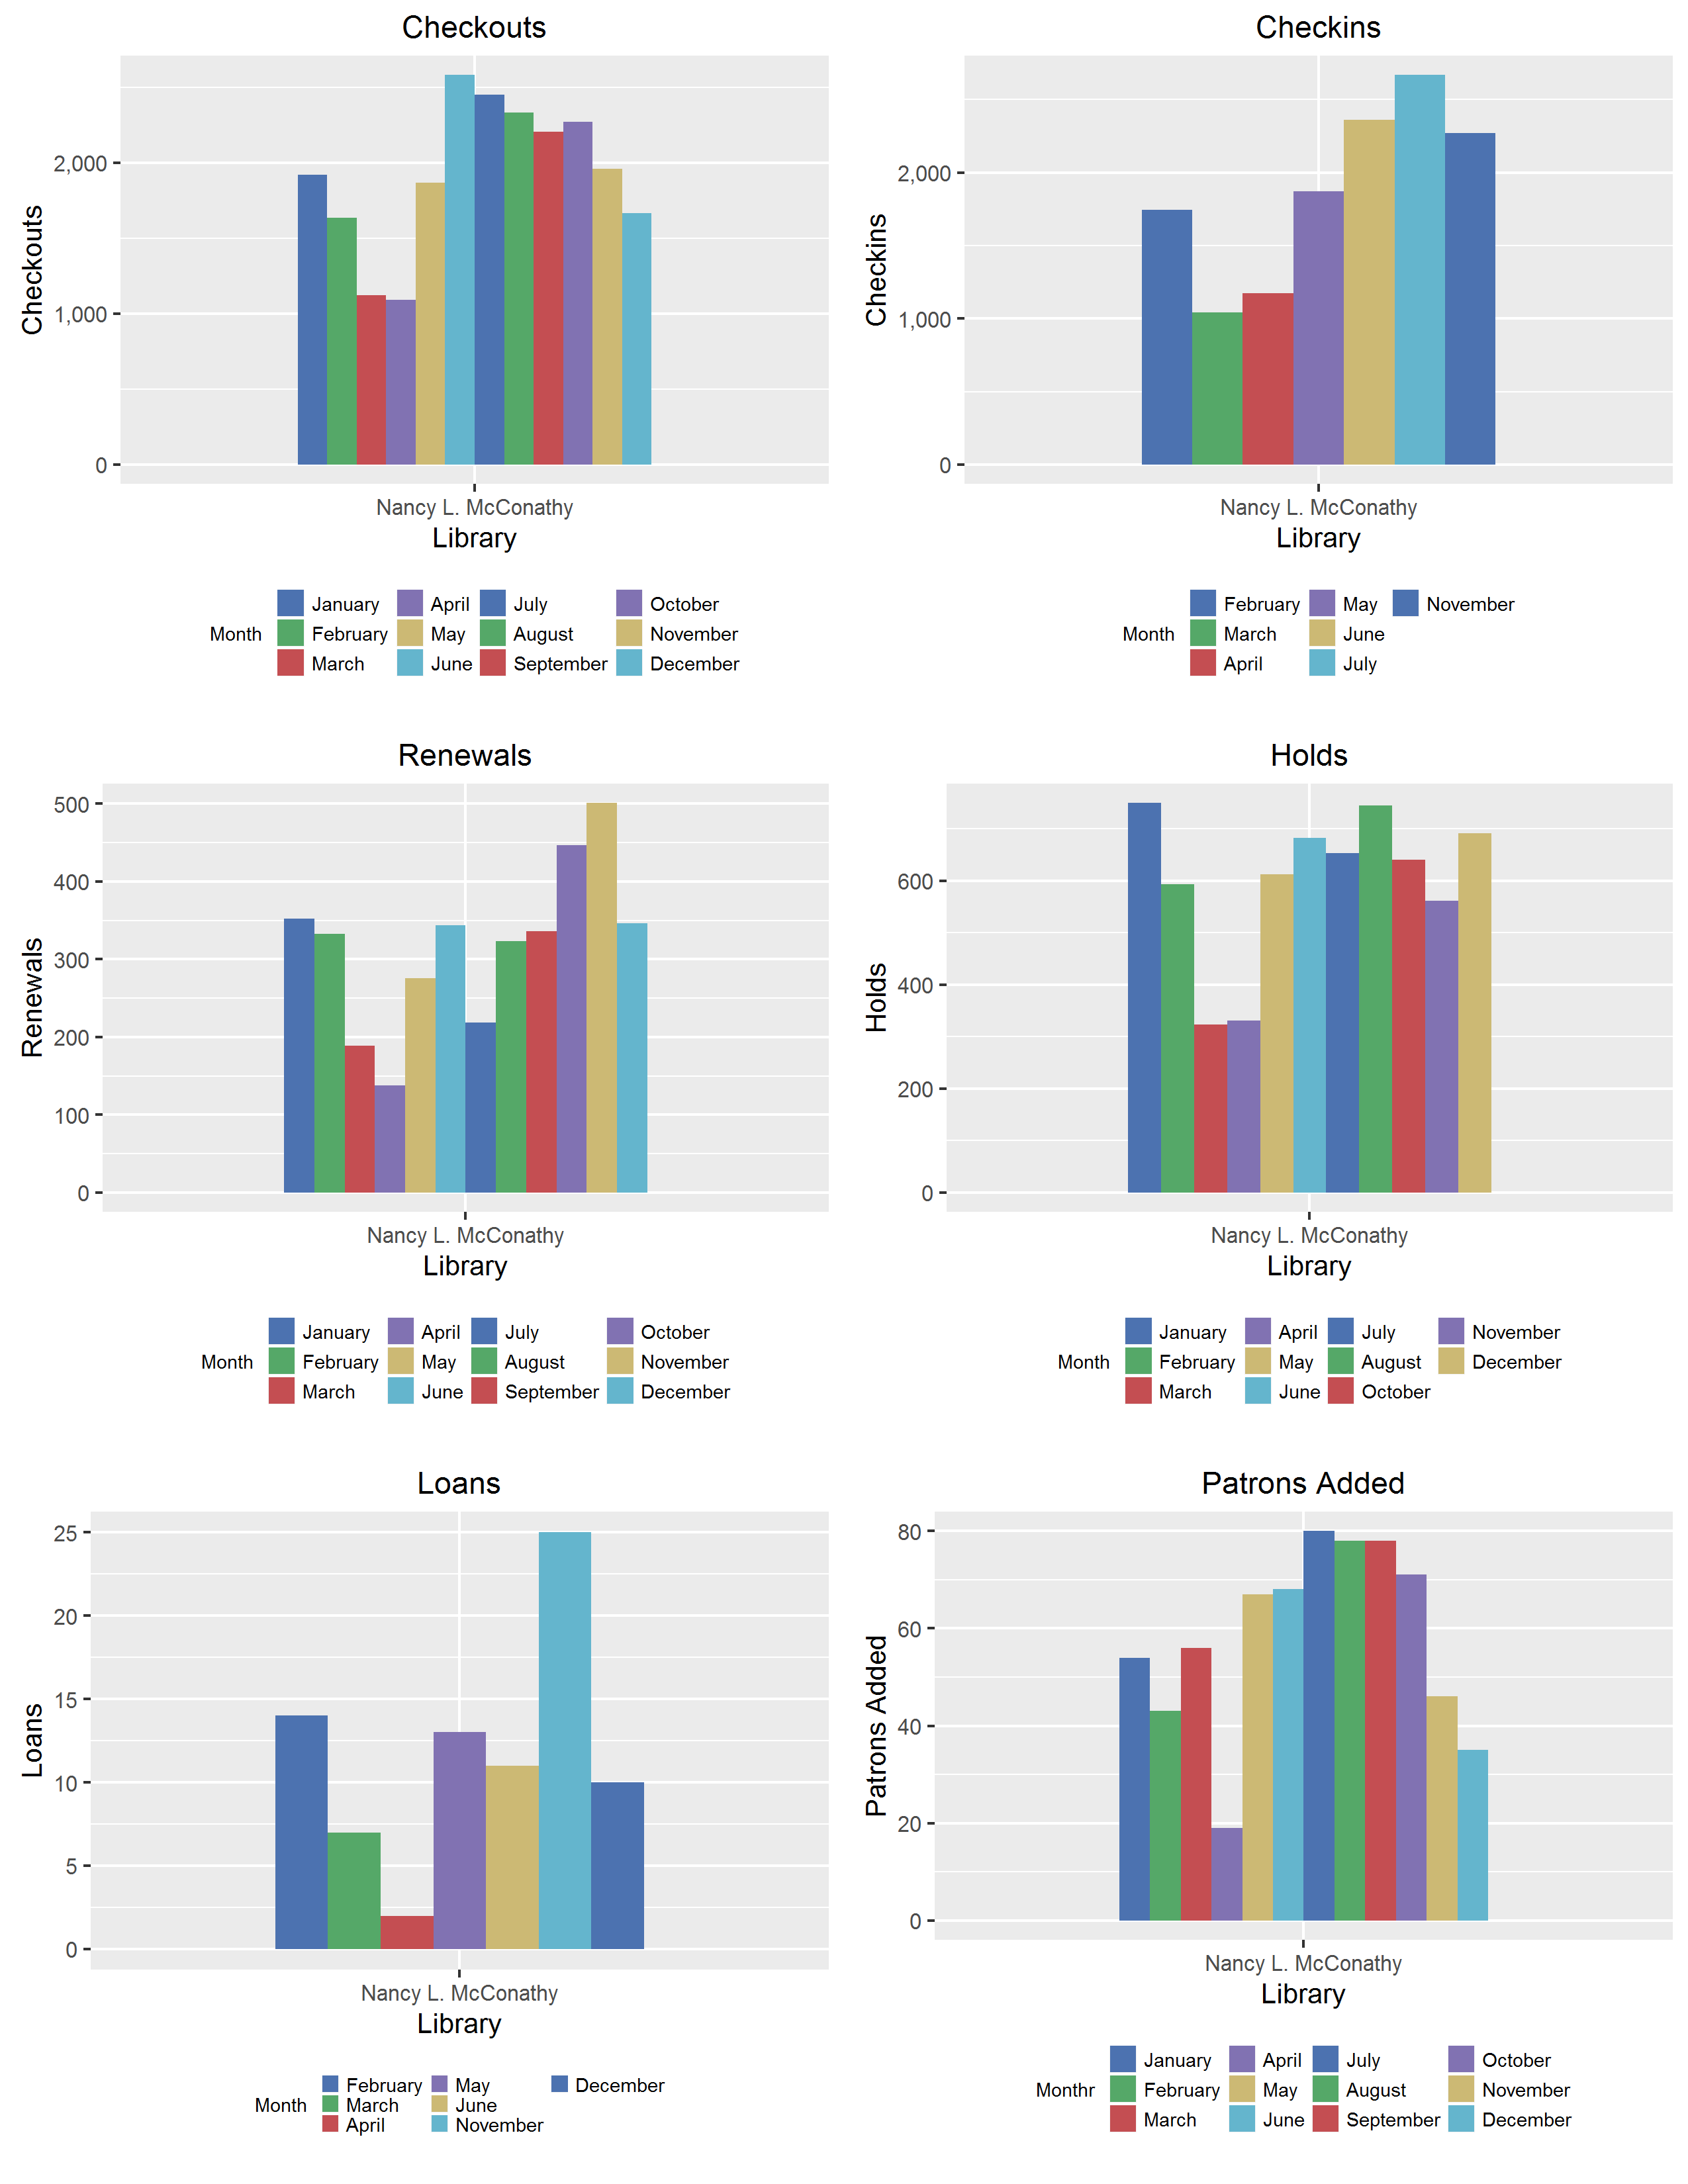 Checkouts
Checkouts
2,000
1,000
0
Nancy L. McConathy
Library
Month
January April July October
February May August November
March June September December
Checkins
Checkins
2,000
1,000
0
Nancy L. McConathy
Library
Month
February May November
March June
April July
Renewals
Renewals
500
400
300
200
100
0
Nancy L. McConathy
Library
Month
January April July October
February May August November
March June September December
Holds
Holds
600
400
200
0
Nancy L. McConathy
Library
Month
January April July November
February May August December
March June October
Loans
Loans
25
20
15
10
5
0
Nancy L. McConathy
Library
Month
February May December
March June
April November
Patrons Added
Patrons Added
80
60
40
20
0
Nancy L. McConathy
Library
Monthr
January April July October
February May August November
March June September December